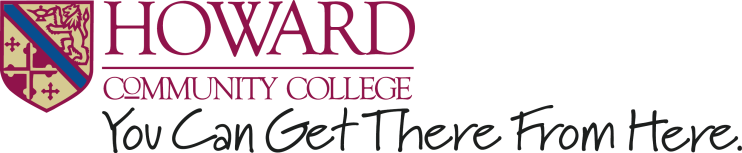 HOWARD
COMMUNITY COLLEGE
You Can Get There From Here.